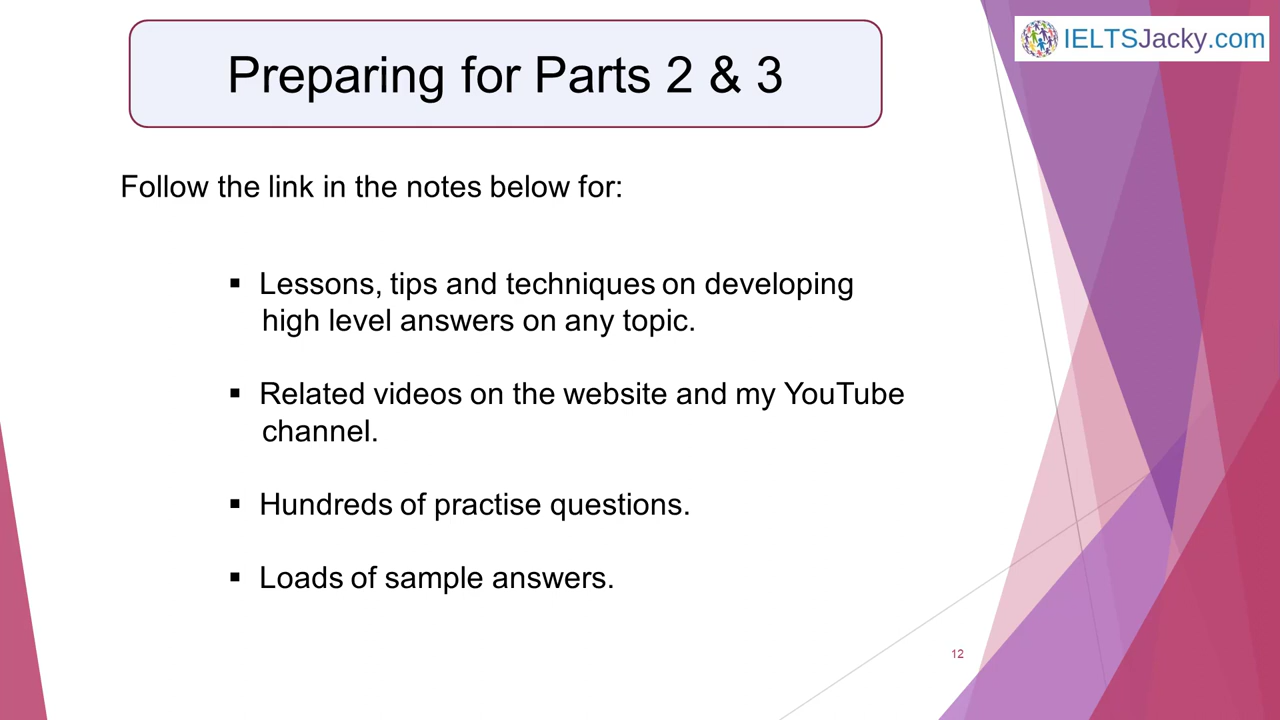 IELTSJacky.com
Preparing for Parts 2 & 3
Follow the link in the notes below for:
▪ Lessons, tips and techniques on developing
high level answers on any topic.
▪ Related videos on the website and my YouTube
channel.
▪ Hundreds of practise questions.
▪ Loads of sample answers.
12